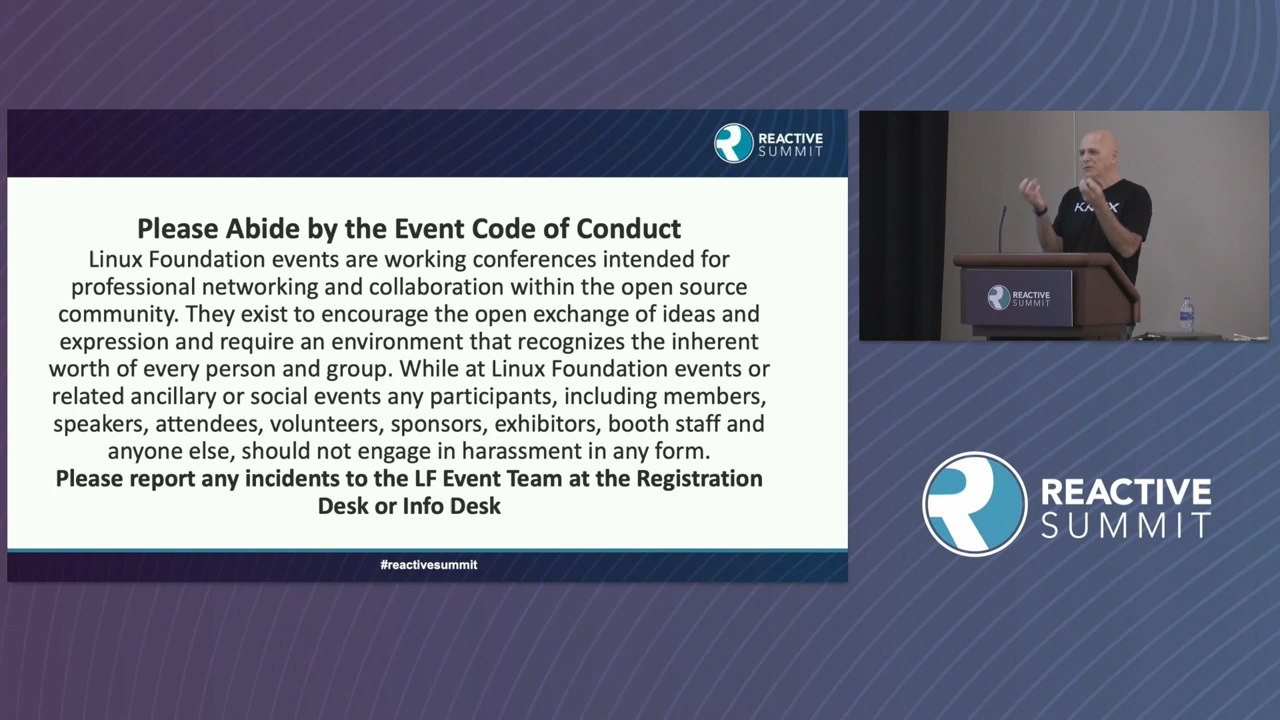 REACTIVE
SUMMIT
Please Abide by the Event Code of Conduct
Linux Foundation events are working conferences intended for
professional networking and collaboration within the open source
community. They exist to encourage the open exchange of ideas and
expression and require an environment that recognizes the inherent
worth of every person and group. While at Linux Foundation events or
related ancillary or social events any participants, including members,
speakers, attendees, volunteers, sponsors, exhibitors, booth staff and
anyone else, should not engage in harassment in any form.
Please report any incidents to the LF Event Team at the Registration
Desk or Info Desk
#reactivesummit
REACTIVE
SUMMIT
REACTIVE
SUMMIT